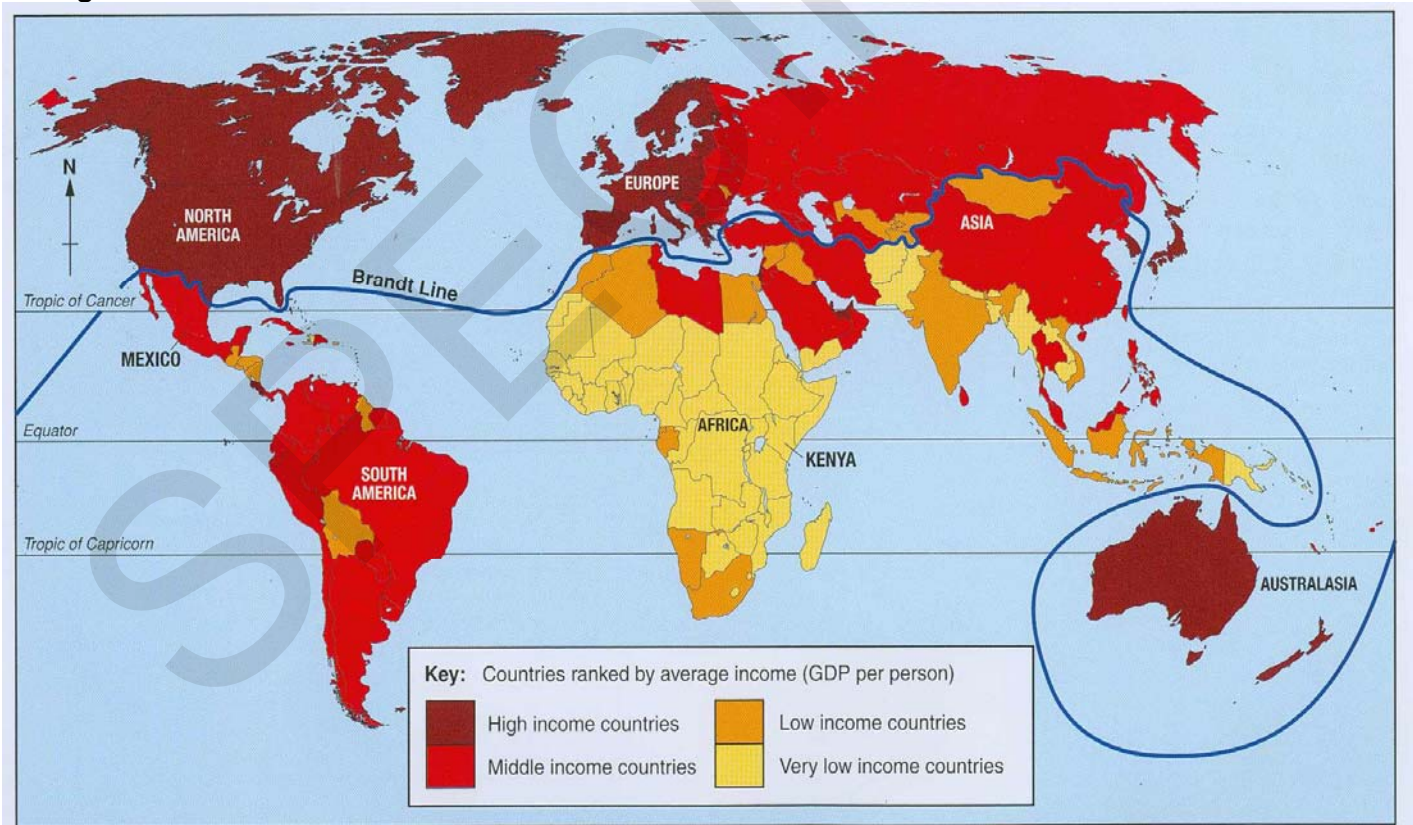 N
NORTH
AMERICA
EUROPE
ASIA
Brandt Line
Tropic of Cancer
MEXICO
Equator
AFRICA
KENYA
SOUTH
AMERICA
Tropic of Capricorn
AUSTRALASIA
Key: Countries ranked by average income (GDP per person)
High income countries
Low income countries
Middle income countries
Very low income countries